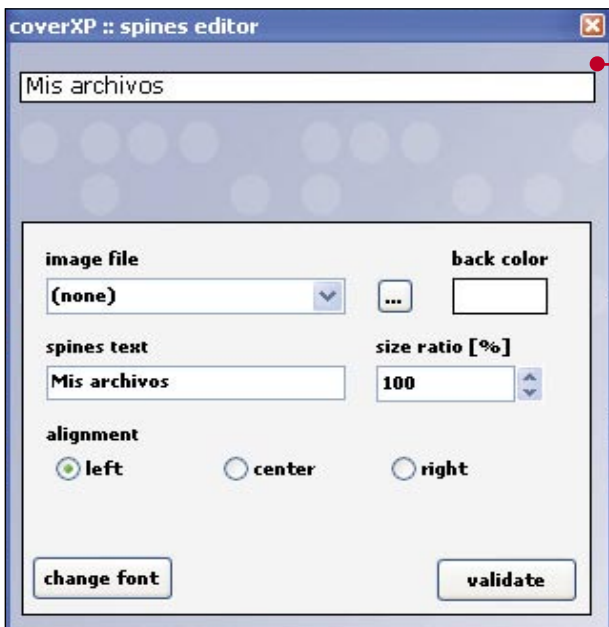 coverXP :: spines editor
Mis archivos
image file
back color
(none)
...
spines text
size ratio [%]
Mis archivos
100
alignment
left
center
right
change font
validate